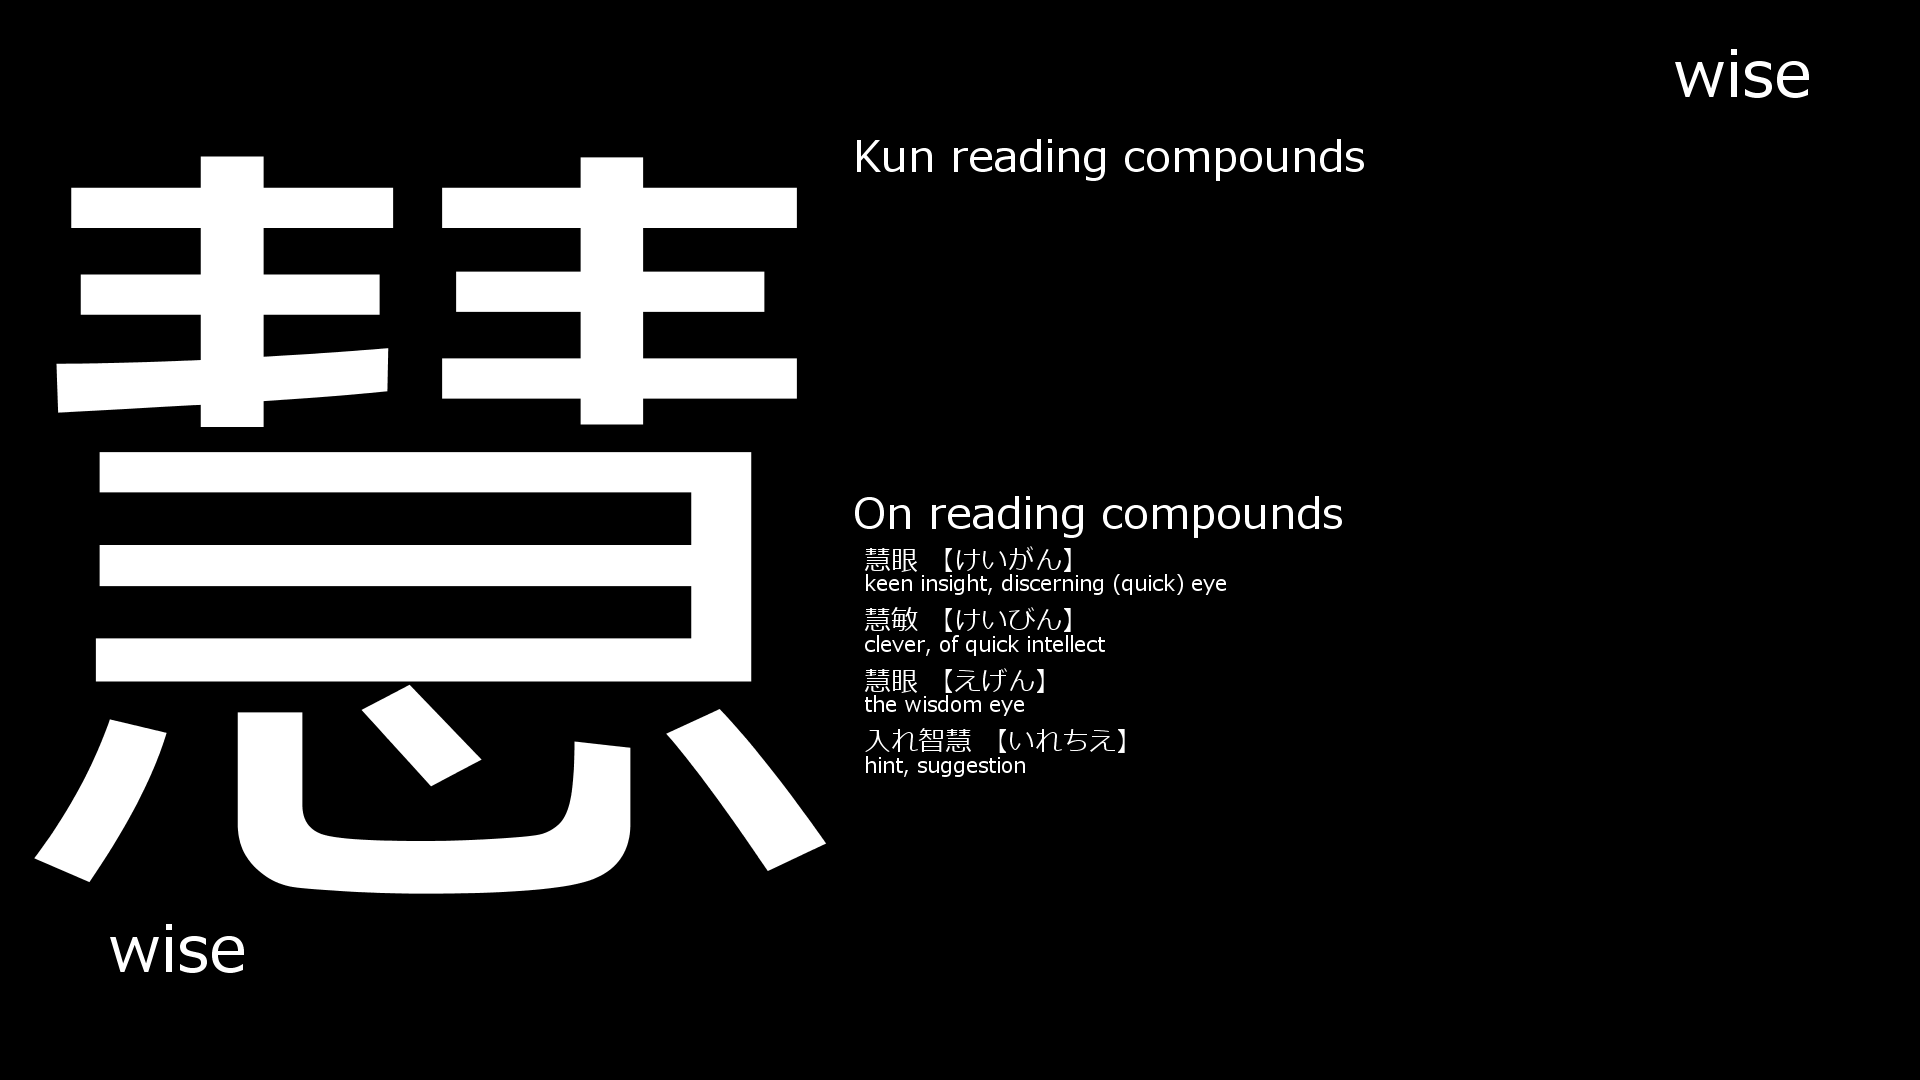 wise
慧
Kun reading compounds
On reading compounds
慧眼 【けいがん】
keen insight, discerning (quick) eye
慧敏 【けいびん】
clever, of quick intellect
慧眼 【えげん】
the wisdom eye
入れ智慧 【いれちえ】
hint, suggestion
wise